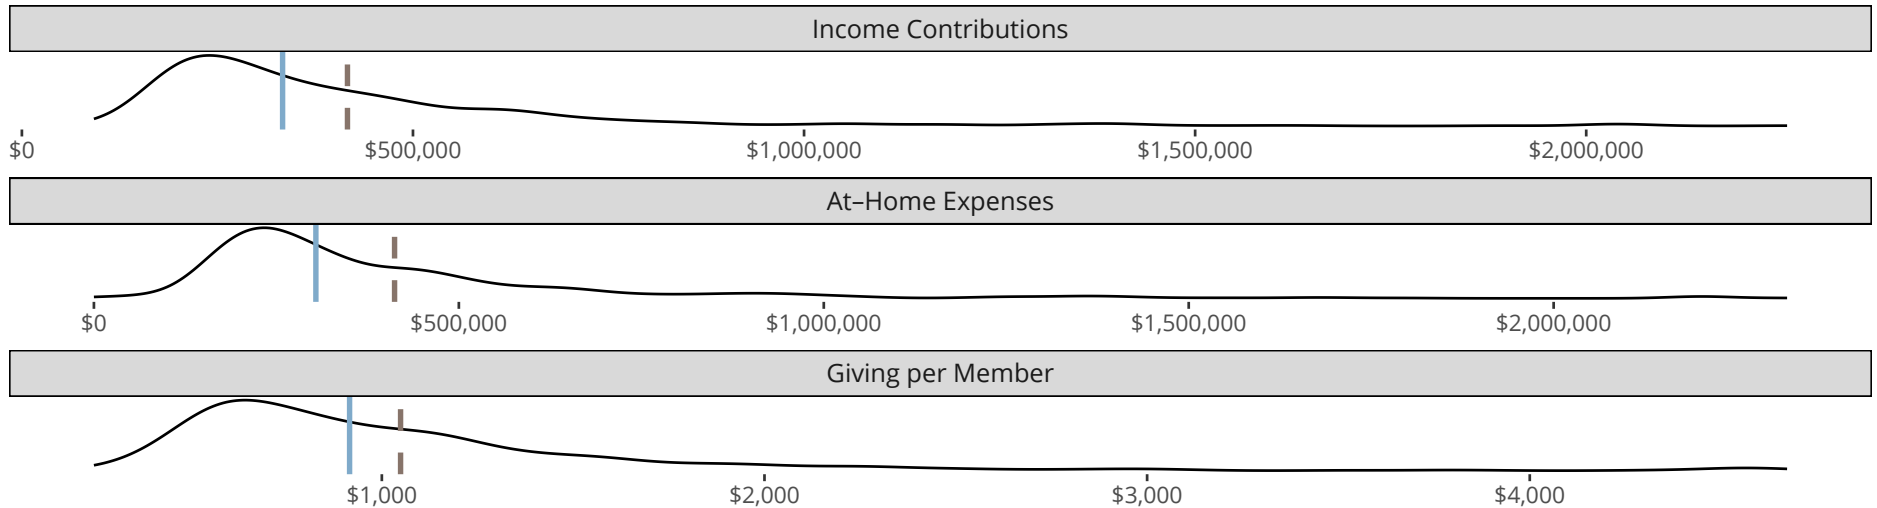 Income Contributions
$0 $500,000 $1,000,000 $1,500,000 $2,000,000
At–Home Expenses
$0 $500,000 $1,000,000 $1,500,000 $2,000,000
Giving per Member
$1,000 $2,000 $3,000 $4,000